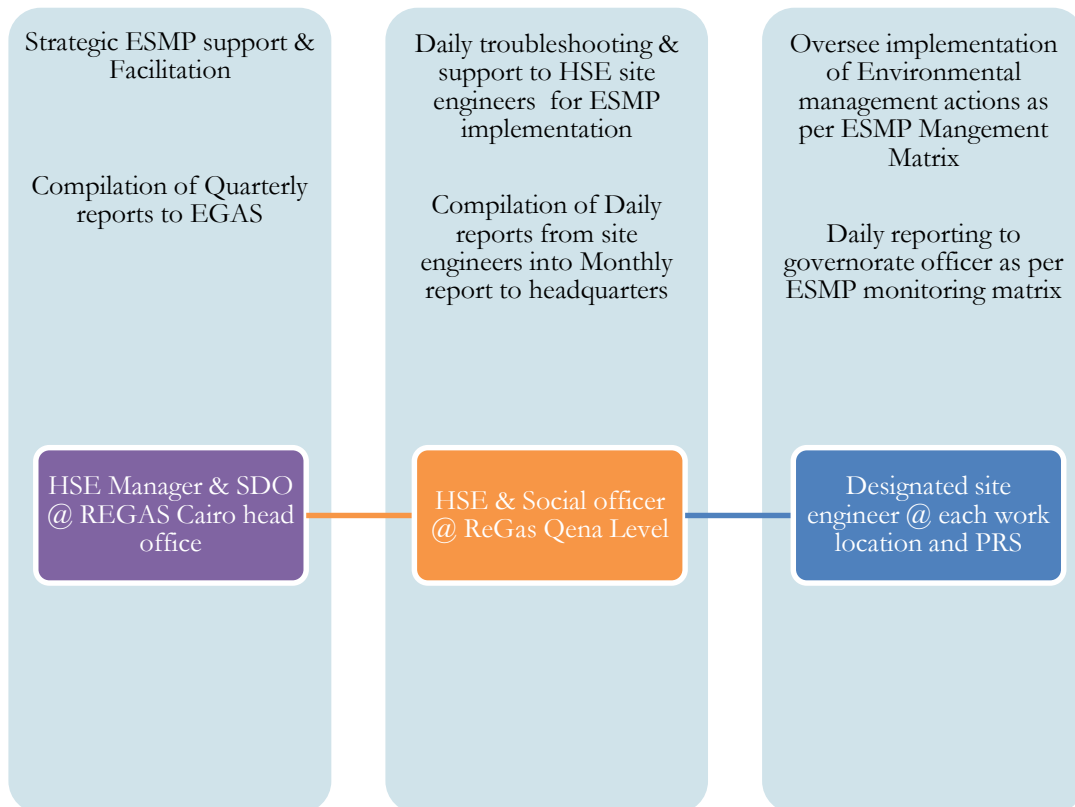 Strategic ESMP support &
Facilitation
Compilation of Quarterly
reports to EGAS
HSE Manager & SDO
@ REGAS Cairo head
office
Daily troubleshooting &
support to HSE site
engineers for ESMP
implementation
Compilation of Daily
reports from site
engineers into Monthly
report to headquarters
HSE & Social officer
@ ReGas Qena Level
Oversee implementation
of Environmental
management actions as
per ESMP Mangement
Matrix
Daily reporting to
governorate officer as per
ESMP monitoring matrix
Designated site
engineer @ each work
location and PRS